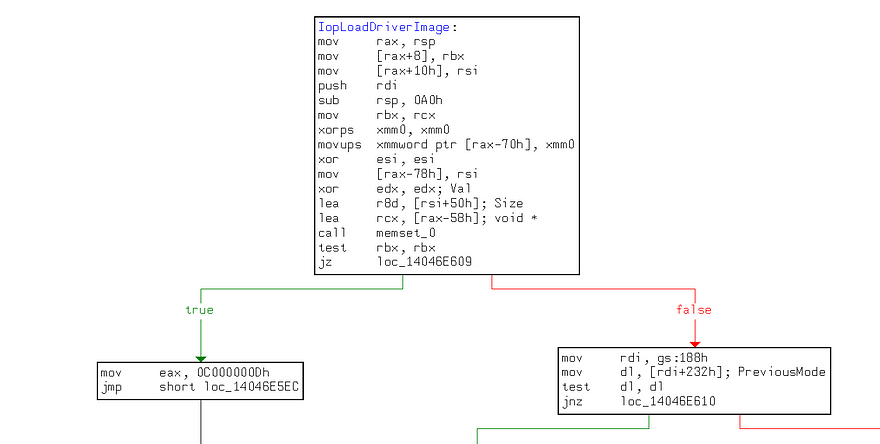 IopLoadDriverImage:
mov rax, rsp
mov [rax+8], rbx
mov [rax+10h], rsi
push rdi
sub rsp, 0A0h
mov rbx, rcx
xorps xmm0, xmm0
movups xmmword ptr [rax-70h], xmm0
xor esi, esi
mov [rax-78h], rsi
xor edx, edx; Val
lea r8d, [rsi+50h]; Size
lea rcx, [rax-58h]; void *
call memset_0
test rbx, rbx
jz loc_14046E609
true
false
mov eax, 0C000000Dh
jmp short loc_14046E5EC
mov rdi, gs:188h
mov dl, [rdi+232h]; PreviousMode
test dl, dl
jnz loc_14046E610